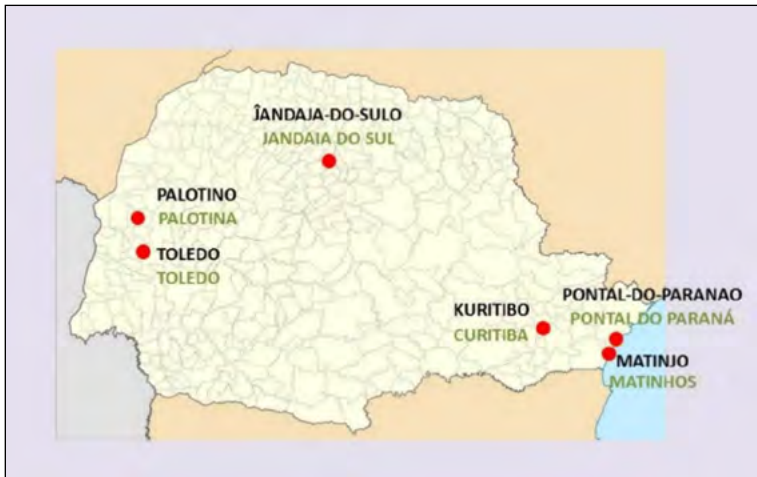 ĴANDAJA-DO-SULO
JANDAIA DO SUL
PALOTINO
PALOTINA
TOLEDO
TOLEDO
KURITIBO
CURITIBA
PONTAL-DO-PARANAO
PONTAL DO PARANÁ
MATINJO
MATINHOS